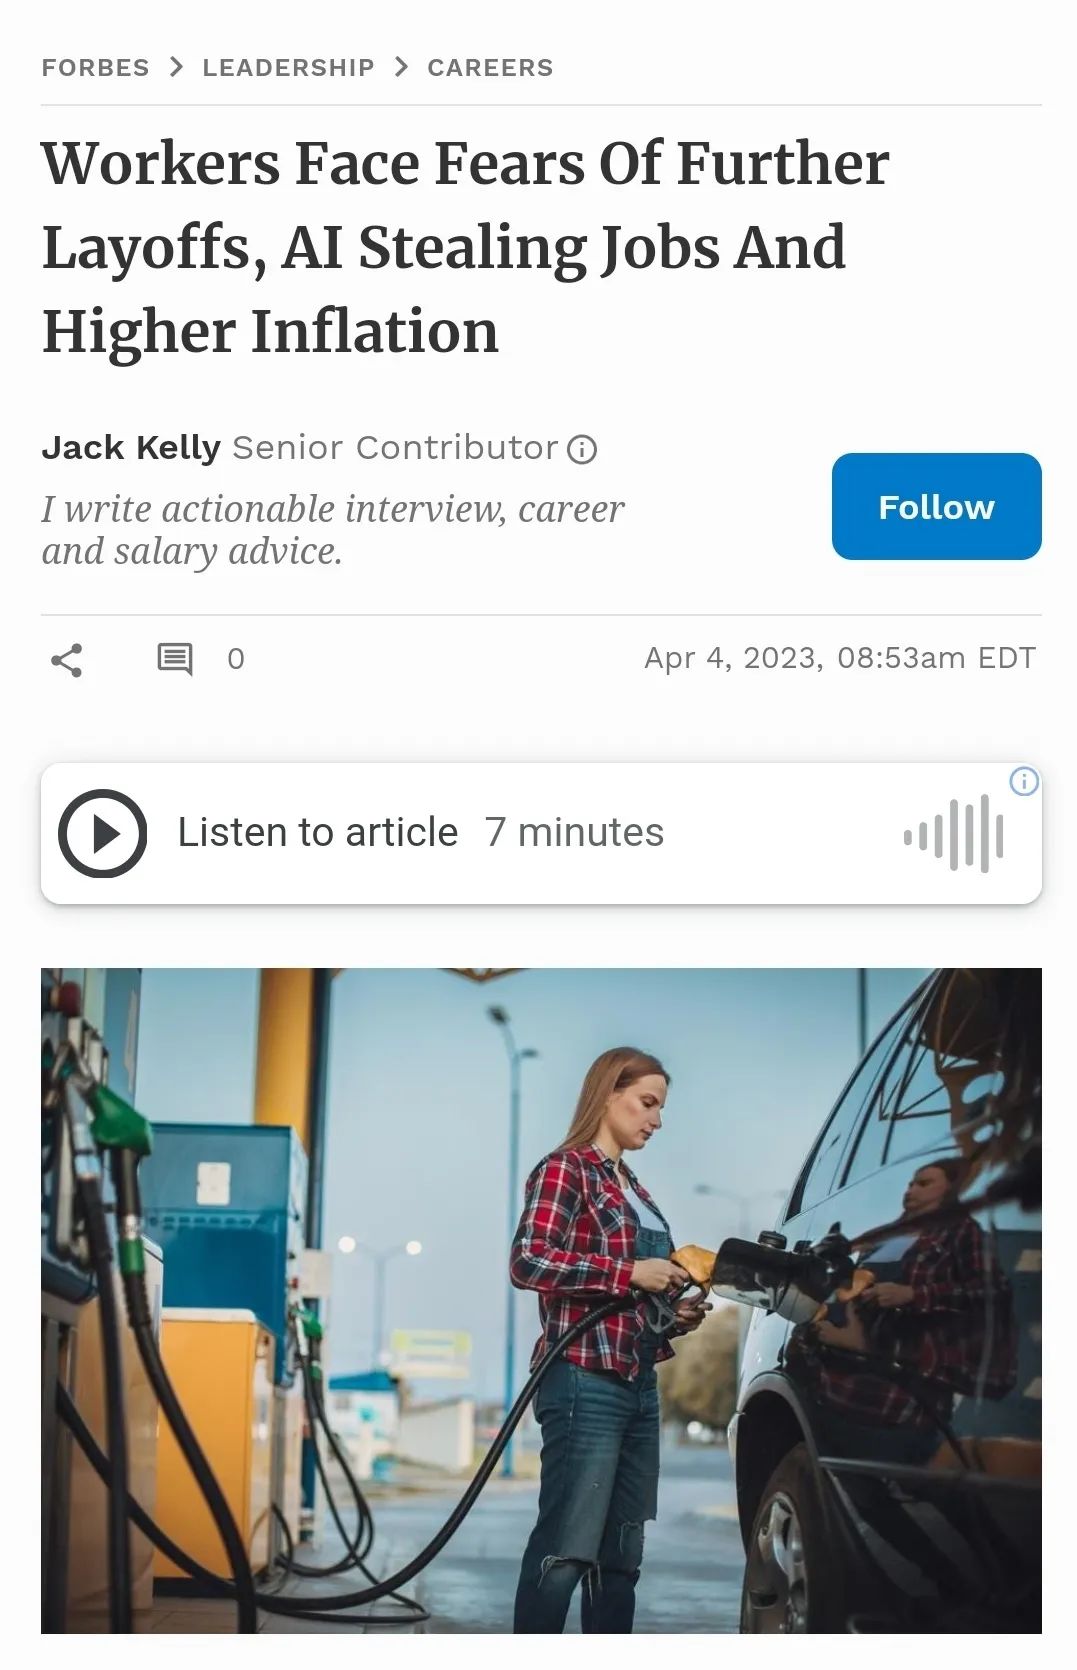 FORBES > LEADERSHIP > CAREERS
Workers Face Fears Of Further
Layoffs, AI Stealing Jobs And
Higher Inflation
Jack Kelly Senior Contributor
I write actionable interview, career
and salary advice.
Follow
0
Apr 4, 2023, 08:53am EDT
Listen to article 7 minutes